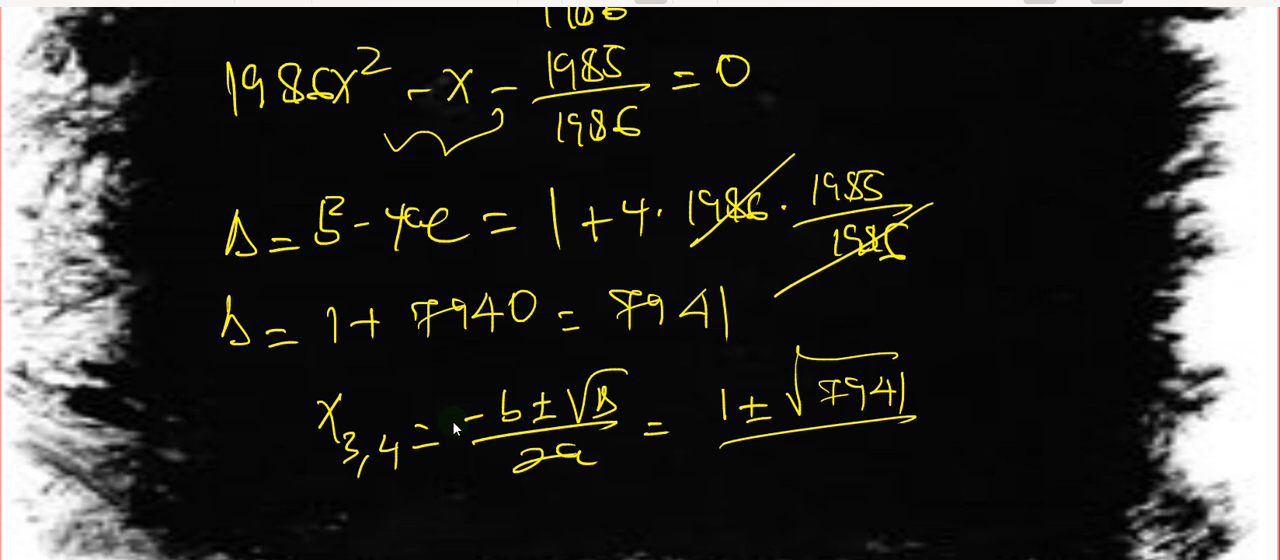 1986
1986x² - x - 1985/1986 = 0
Δ = b² - 4ac = 1 + 4 · 1986 · 1985/1986
Δ = 1 + 7940 = 7941
x₃,₄ = (-b ± √Δ)/2a = 1 ± √7941